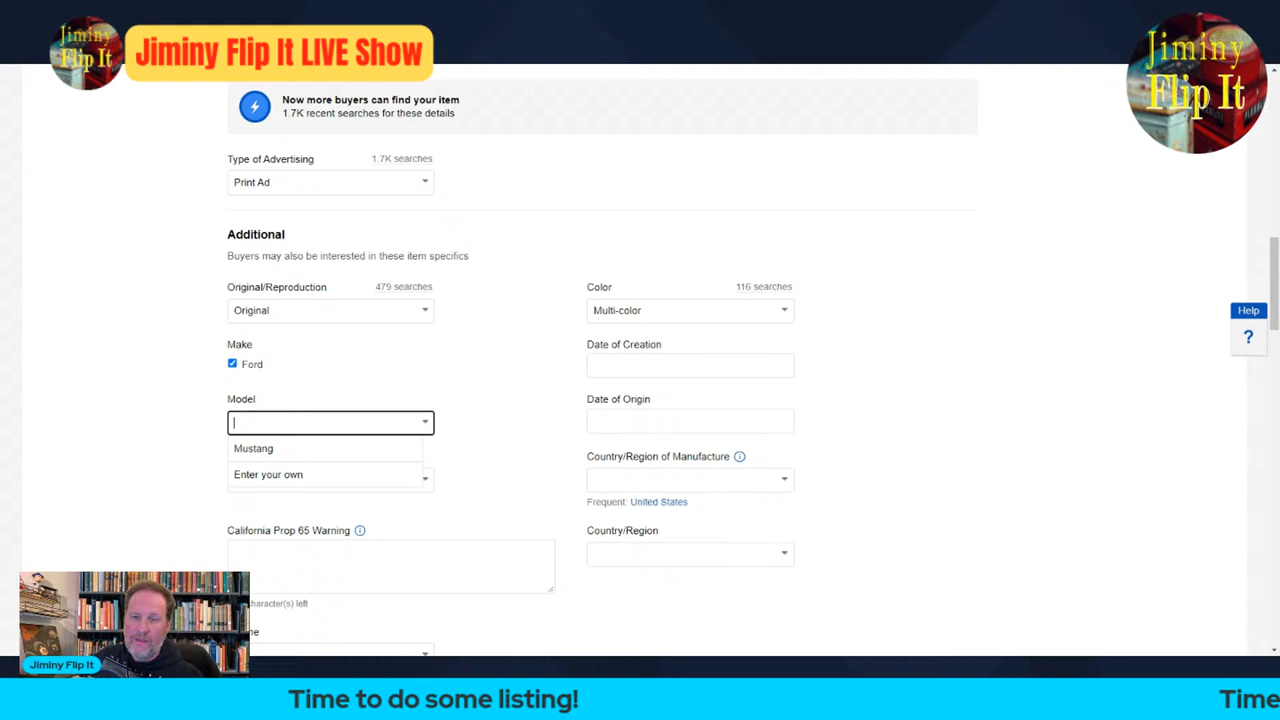 Jiminy
Flip It
Jiminy Flip It LIVE Show
Jiminy
Flip It
Now more buyers can find your item
1.7K recent searches for these details
Type of Advertising 1.7K searches
Print Ad
Additional
Buyers may also be interested in these item specifics
Original/Reproduction 479 searches
Original
Color 116 searches
Multi-color
Make
Ford
Date of Creation
Model
Mustang
Enter your own
Date of Origin
Country/Region of Manufacture
Frequent: United States
Help
?
California Prop 65 Warning
Country/Region
character(s) left
Jiminy Flip It
Time to do some listing!
Time